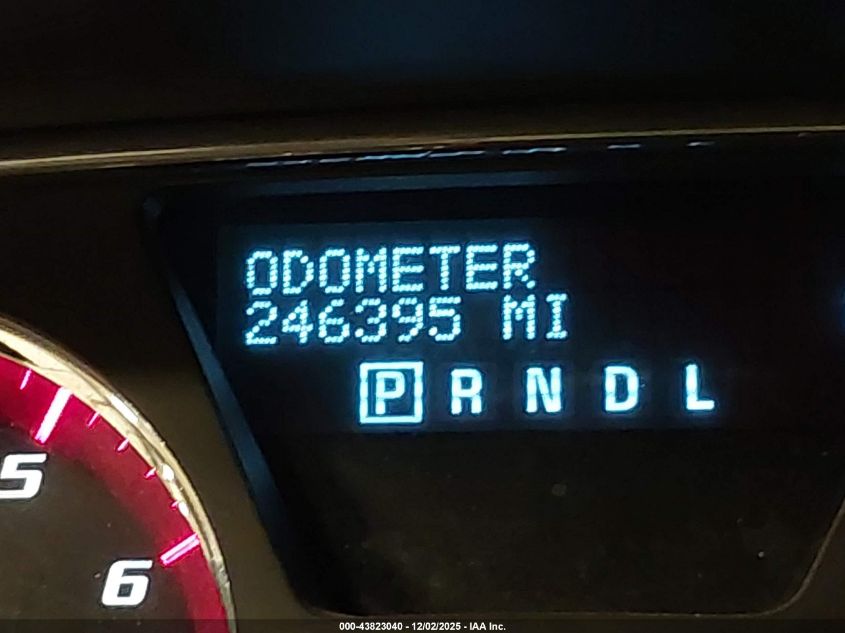 ODOMETER
246395 MI
P R N D L
5
6
000-43823040 - 12/02/2025 - IAA Inc.